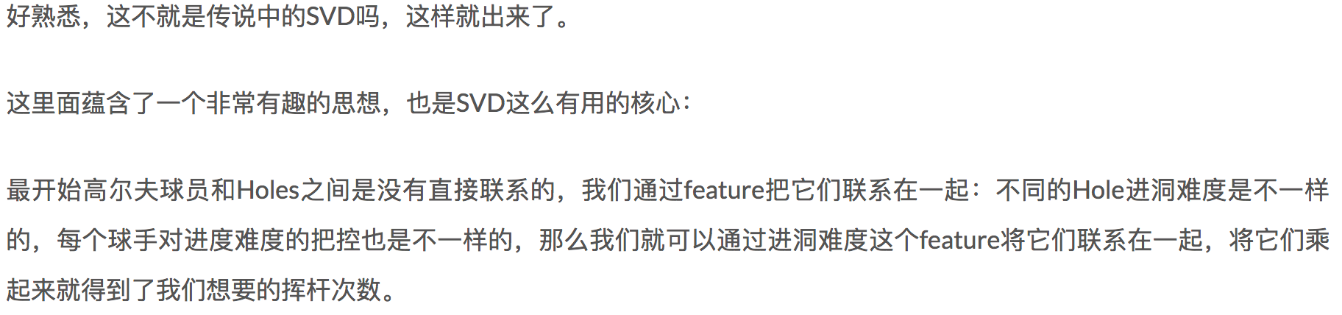 好熟悉，这不就是传说中的SVD吗，这样就出来了。
这里面蕴含了一个非常有趣的思想，也是SVD这么有用的核心：
最开始高尔夫球员和Holes之间是没有直接联系的，我们通过feature把它们联系在一起：不同的Hole进洞难度是不一样
的，每个球手对进度难度的把控也是不一样的，那么我们就可以通过进洞难度这个feature将它们联系在一起，将它们乘
起来就得到了我们想要的挥杆次数。